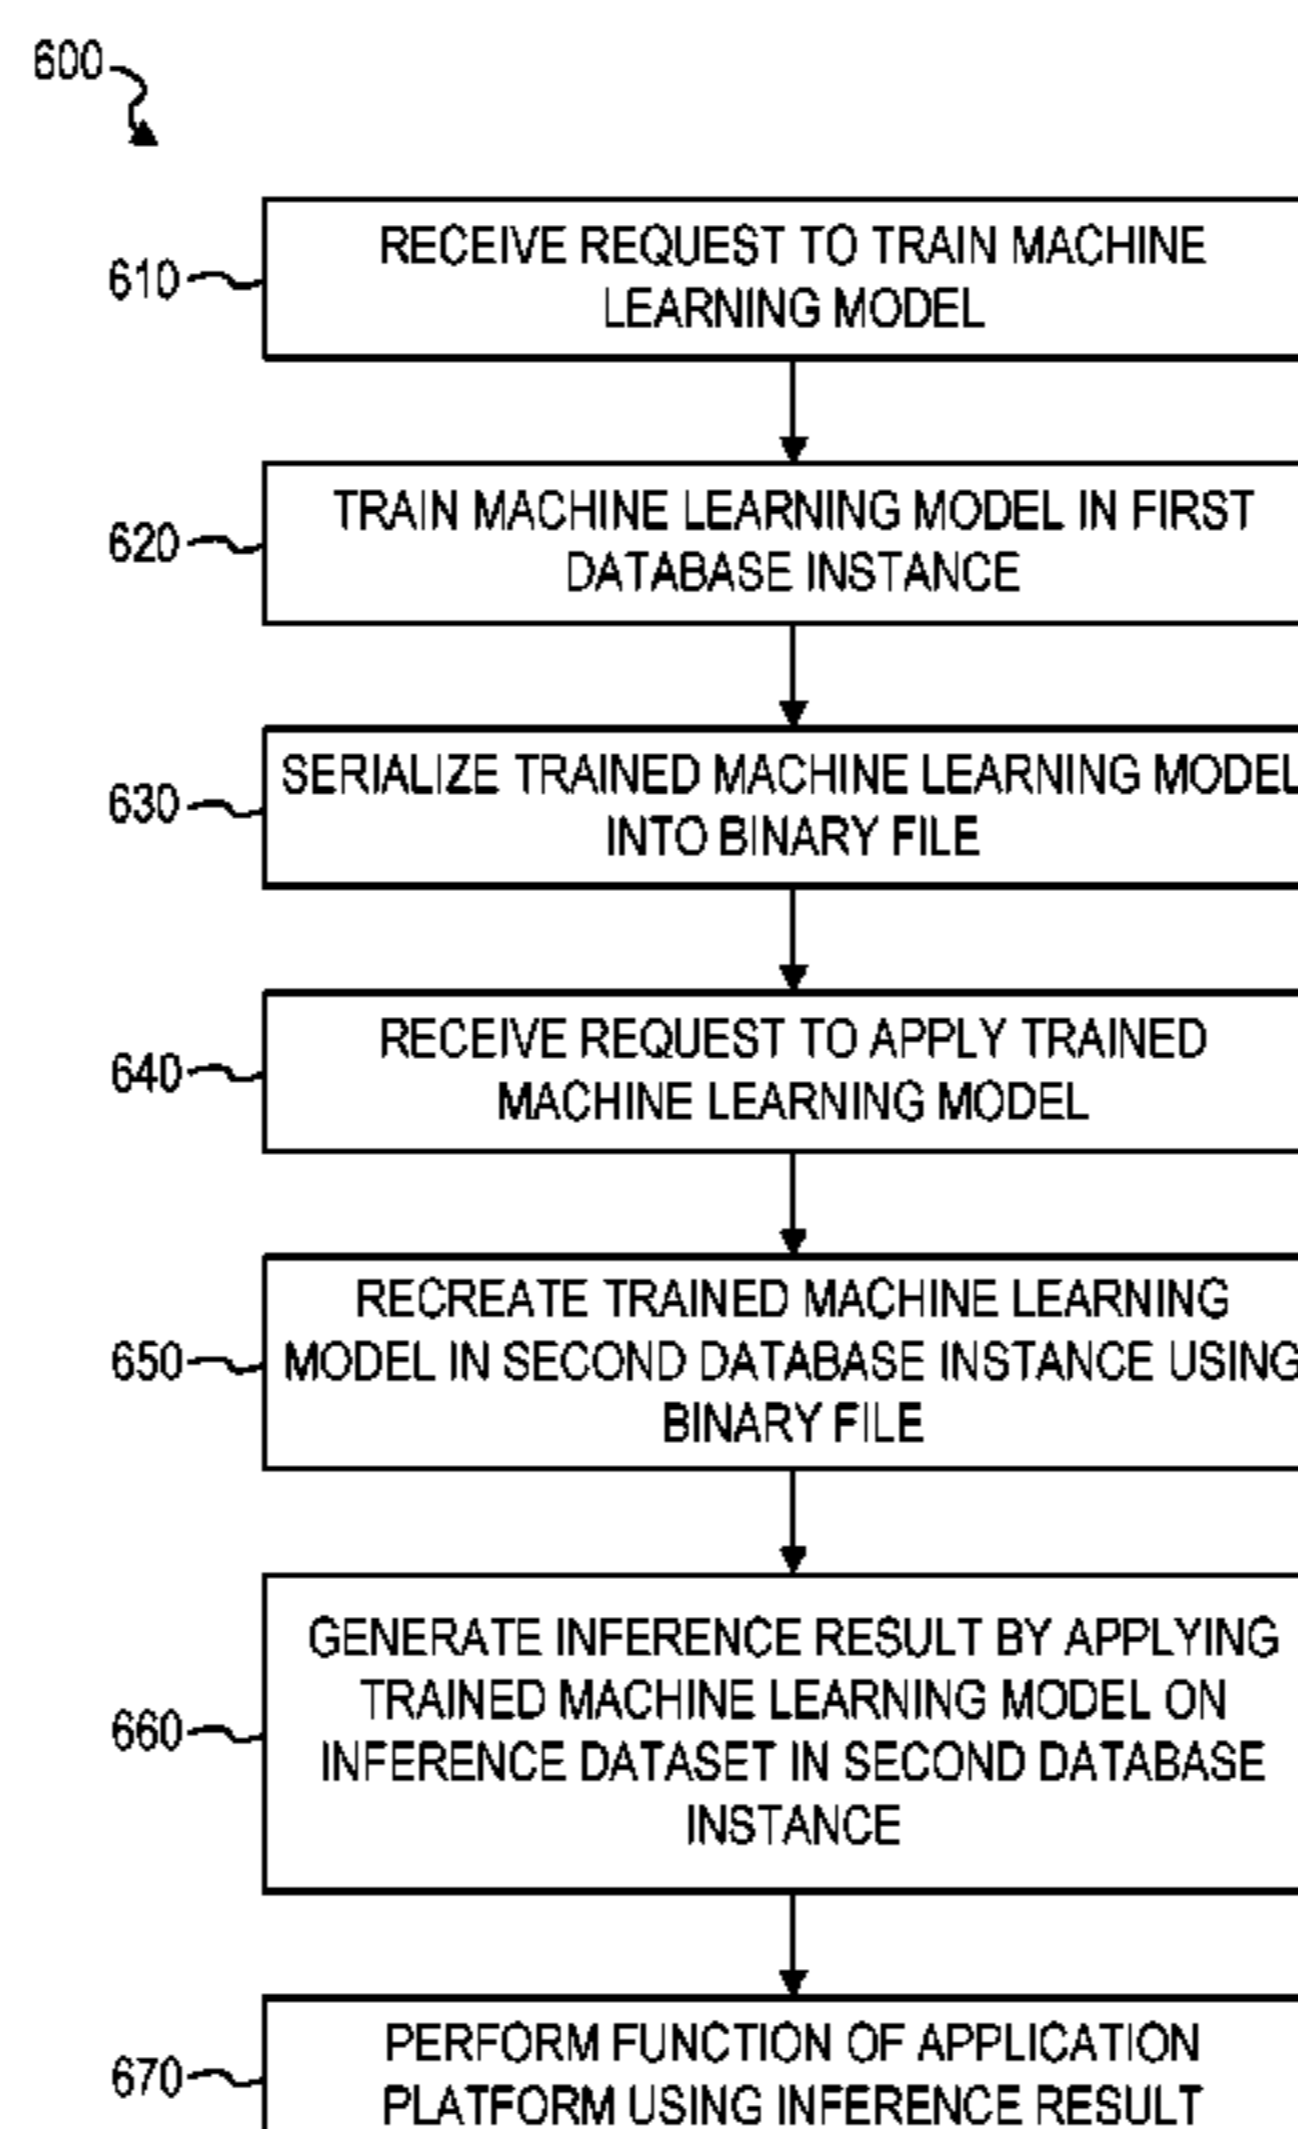 600
610
RECEIVE REQUEST TO TRAIN MACHINE
LEARNING MODEL
620
TRAIN MACHINE LEARNING MODEL IN FIRST
DATABASE INSTANCE
630
SERIALIZE TRAINED MACHINE LEARNING MODEL
INTO BINARY FILE
640
RECEIVE REQUEST TO APPLY TRAINED
MACHINE LEARNING MODEL
650
RECREATE TRAINED MACHINE LEARNING
MODEL IN SECOND DATABASE INSTANCE USING
BINARY FILE
660
GENERATE INFERENCE RESULT BY APPLYING
TRAINED MACHINE LEARNING MODEL ON
INFERENCE DATASET IN SECOND DATABASE
INSTANCE
670
PERFORM FUNCTION OF APPLICATION
PLATFORM USING INFERENCE RESULT